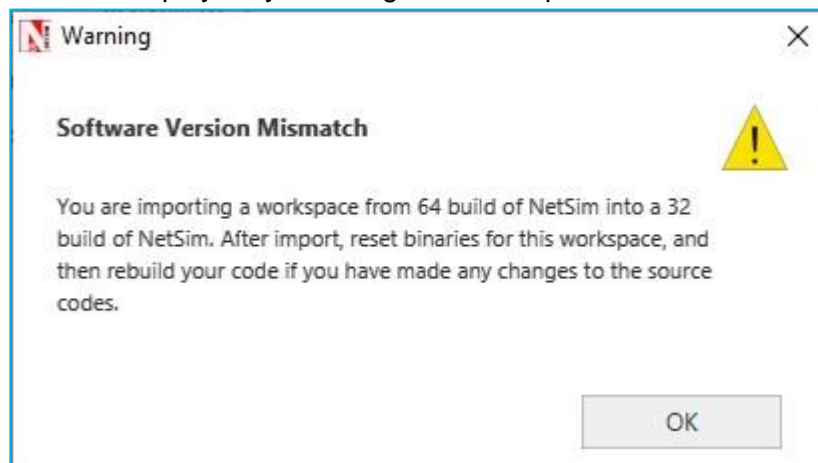 Warning
Software Version Mismatch
You are importing a workspace from 64 build of NetSim into a 32
build of NetSim. After import, reset binaries for this workspace, and
then rebuild your code if you have made any changes to the source
codes.
OK